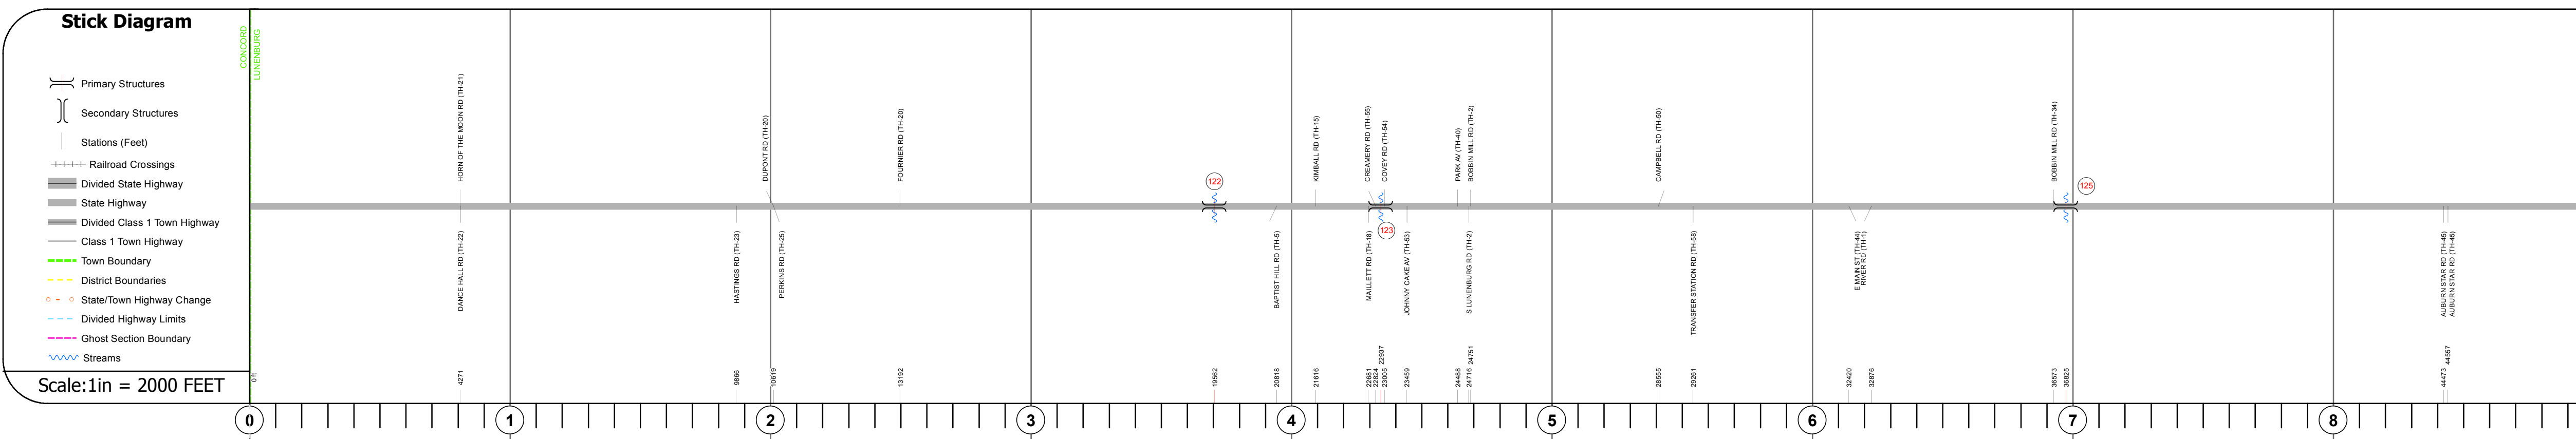 Stick Diagram
Primary Structures
Secondary Structures
Stations (Feet)
Railroad Crossings
Divided State Highway
State Highway
Divided Class 1 Town Highway
Class 1 Town Highway
Town Boundary
District Boundaries
State/Town Highway Change
Divided Highway Limits
Ghost Section Boundary
Streams
Scale:1in = 2000 FEET
CONCORD
LUNENBURG
HORN OF THE MOON RD (TH-21)
DUPONT RD (TH-20)
FOURNIER RD (TH-20)
122
KIMBALL RD (TH-15)
CREAMERY RD (TH-55)
COVEY RD (TH-54)
PARK AV (TH-40)
BOBBIN MILL RD (TH-2)
CAMPBELL RD (TH-50)
BOBBIN MILL RD (TH-34)
125
DANCE HALL RD (TH-22)
HASTINGS RD (TH-23)
PERKINS RD (TH-25)
BAPTIST HILL RD (TH-5)
MAILLETT RD (TH-18)
123
JOHNNY CAKE AV (TH-53)
S LUNENBURG RD (TH-2)
TRANSFER STATION RD (TH-58)
E MAIN ST (TH-44)
RIVER RD (TH-1)
AUBURN STAR RD (TH-45)
AUBURN STAR RD (TH-45)
0 ft
4271
9866
10619
13192
19562
20818
21616
22681
22824
22937
23005
23459
24488
24716
24751
28555
29261
32420
32876
36573
36825
44473
44557
0
1
2
3
4
5
6
7
8